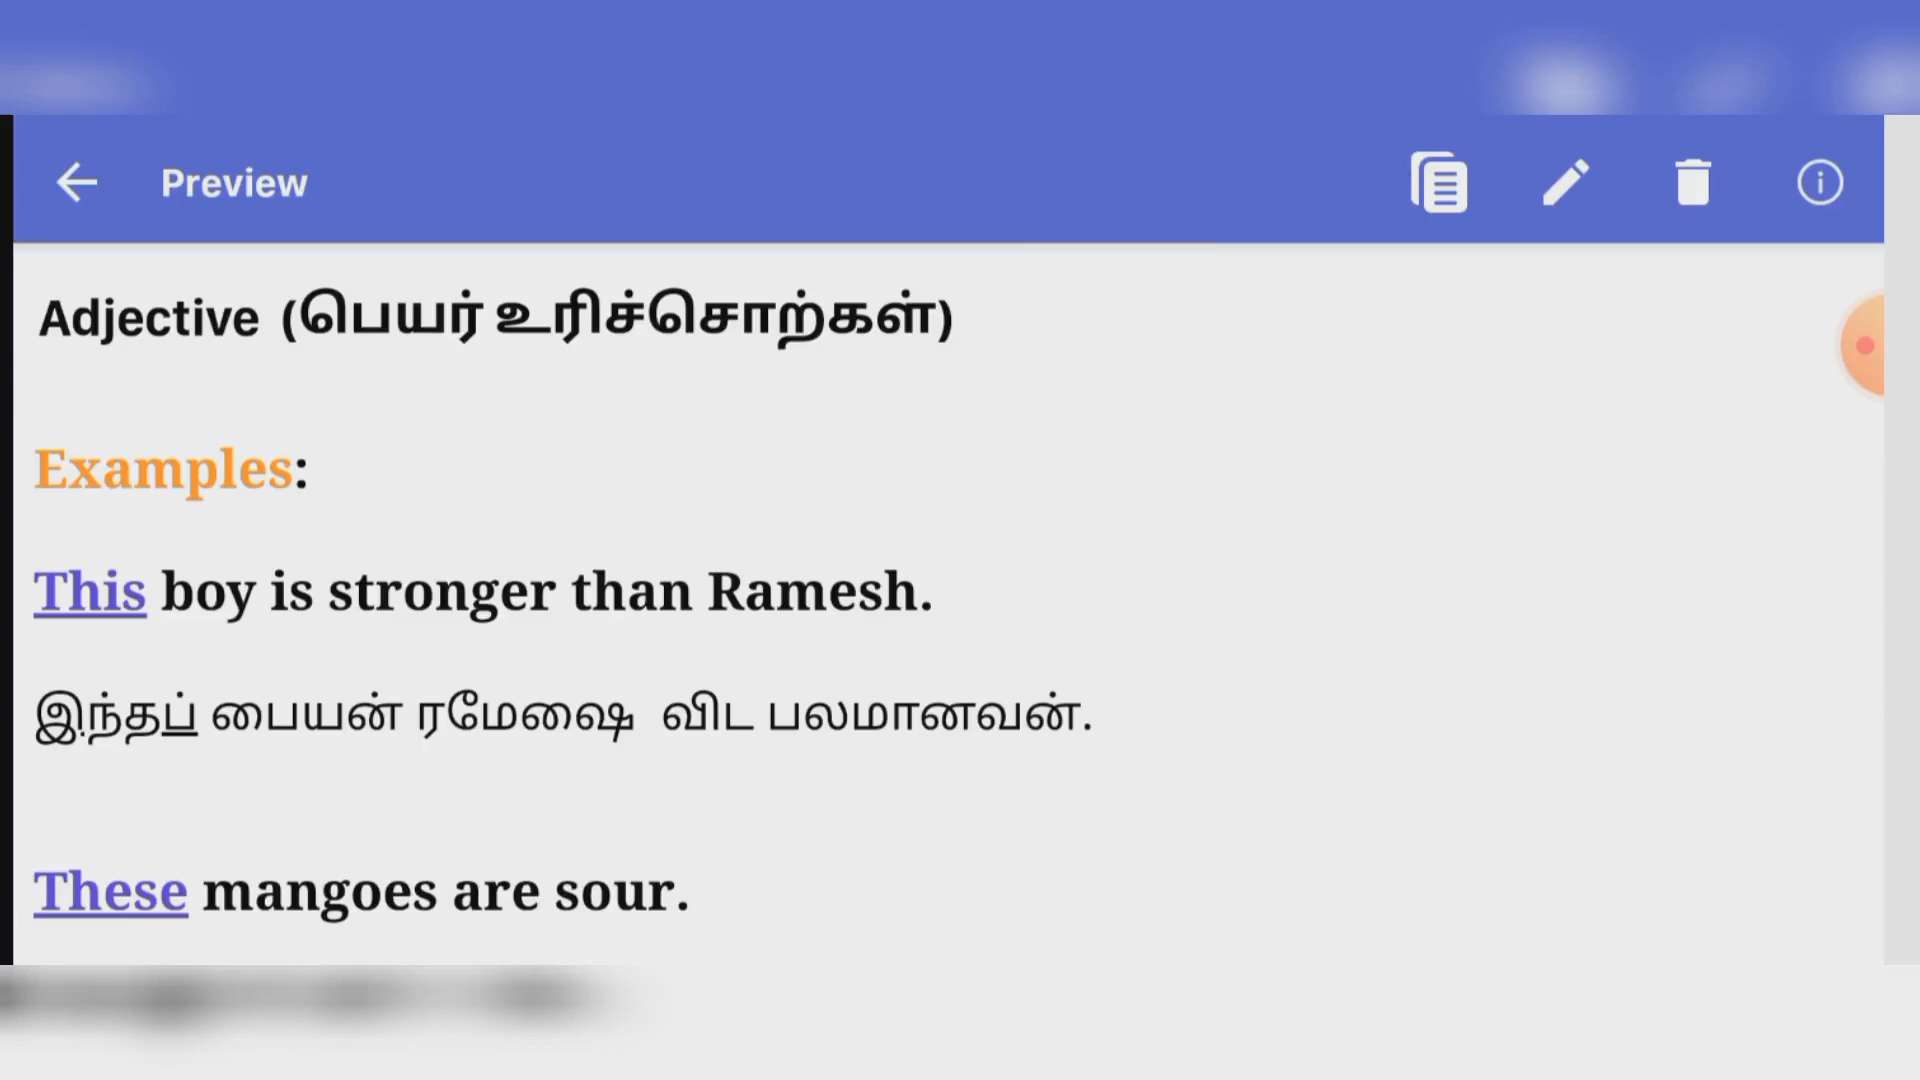 Preview
Adjective (பெயர் உரிச்சொற்கள்)
Examples:
This boy is stronger than Ramesh.
இந்தப் பையன் ரமேஷை விட பலமானவன்.
These mangoes are sour.